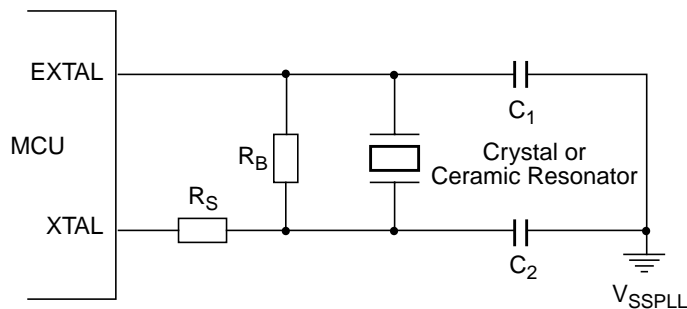 EXTAL
C1
MCU
RB
Crystal or
Ceramic Resonator
RS
XTAL
C2
VSSPLL